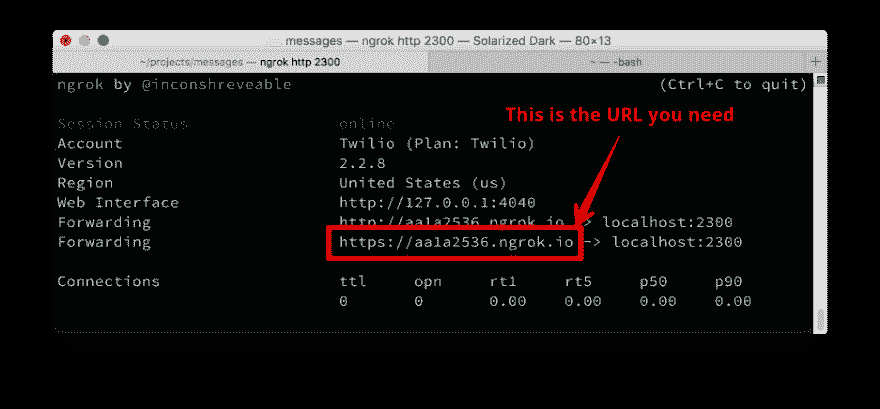 messages — ngrok http 2300 — Solarized Dark — 80×13
~/projects/messages — ngrok http 2300
~ — -bash
ngrok by @inconshreveable (Ctrl+C to quit)
This is the URL you need
Session Status online
Account Twilio (Plan: Twilio)
Version 2.2.8
Region United States (us)
Web Interface http://127.0.0.1:4040
Forwarding http://aa1a2536.ngrok.io -> localhost:2300
Forwarding https://aa1a2536.ngrok.io -> localhost:2300
Connections ttl opn rt1 rt5 p50 p90
0 0 0.00 0.00 0.00 0.00